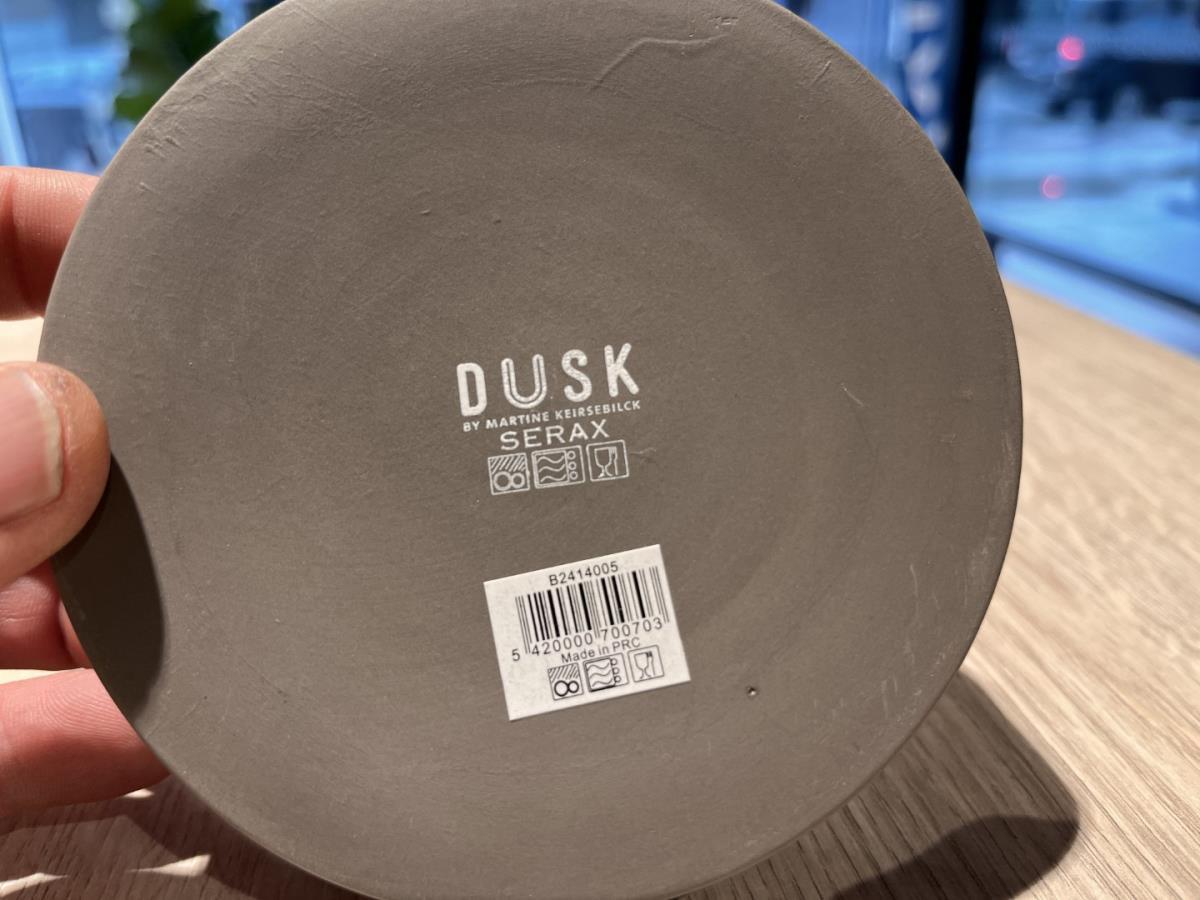 DUSK
BY MARTINE KEIRSEBILCK
SERAX
B2414005
5 420000 700703
Made in PRC